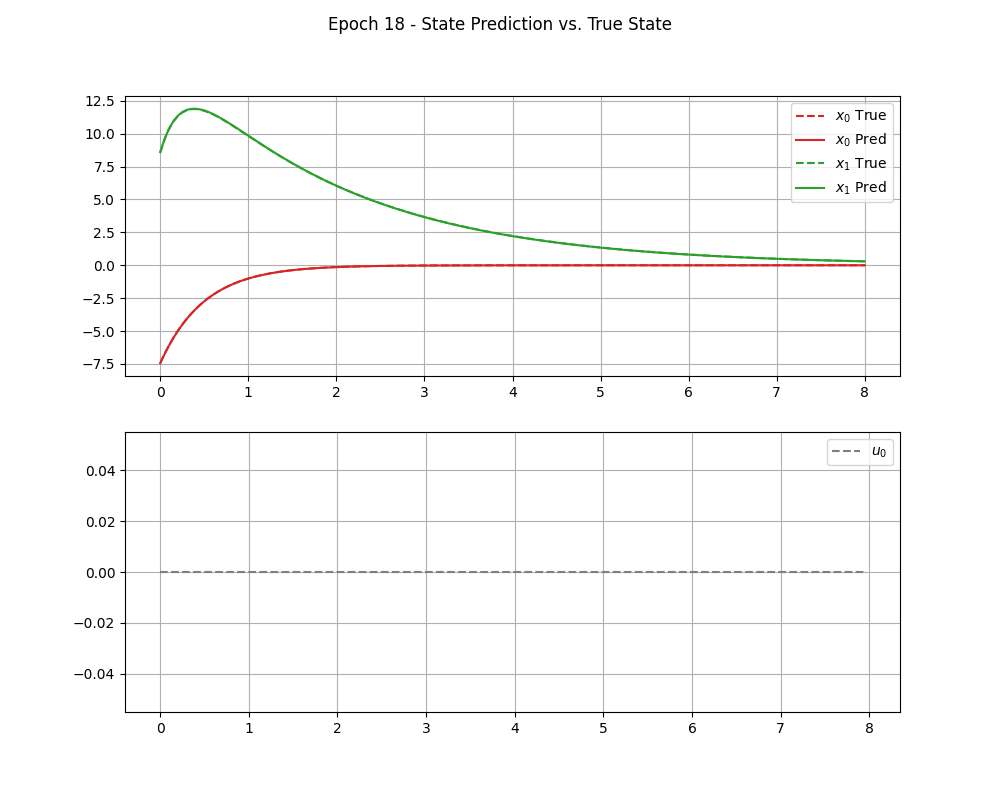 Epoch 18 - State Prediction vs. True State
12.5
10.0
7.5
5.0
2.5
0.0
−2.5
−5.0
−7.5
x₀ True
x₀ Pred
x₁ True
x₁ Pred
0 1 2 3 4 5 6 7 8
0.04
0.02
0.00
−0.02
−0.04
u₀
0 1 2 3 4 5 6 7 8